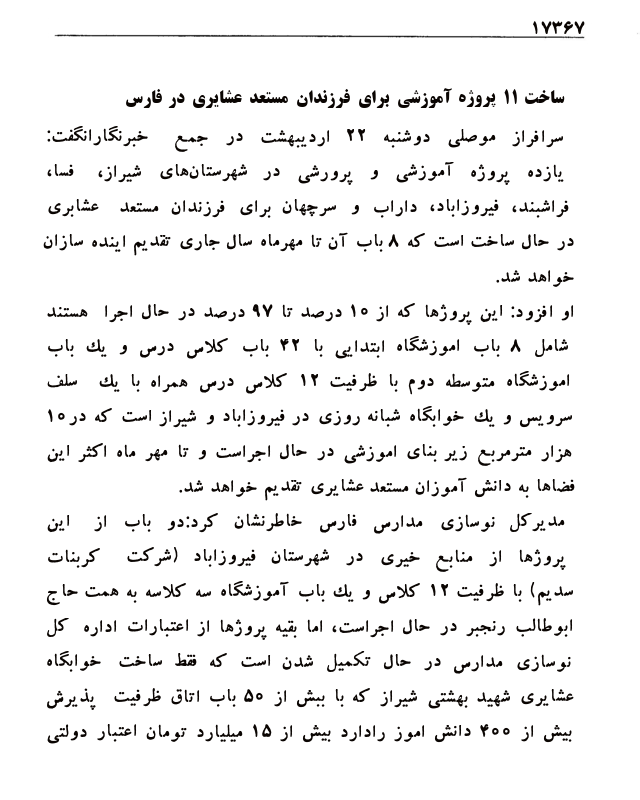 ۱۷۳۶۷
ساخت ۱۱ پروژه آموزشی برای فرزندان مستعد عشایری در فارس
سرافراز موصلی دوشنبه ۲۲ اردیبهشت در جمع خبرنگارانگفت:
یازده پروژه آموزشی و پرورشی در شهرستان‌های شیراز، فسا،
فراشبند، فیروزاباد، داراب و سرچهان برای فرزندان مستعد عشابری
در حال ساخت است که ۸ باب آن تا مهرماه سال جاری تقدیم اینده سازان
خواهد شد.
او افزود: این پروژها که از ۱۰ درصد تا ۹۷ درصد در حال اجرا هستند
شامل ۸ باب اموزشگاه ابتدایی با ۴۲ باب کلاس درس و یك باب
اموزشگاه متوسطه دوم با ظرفیت ۱۲ کلاس درس همراه با یك سلف
سرویس و یك خوابگاه شبانه روزی در فیروزاباد و شیراز است که در۱۰
هزار مترمربع زیر بنای اموزشی در حال اجراست و تا مهر ماه اکثر این
فضاها به دانش آموزان مستعد عشایری تقدیم خواهد شد.
مدیرکل نوسازی مدارس فارس خاطرنشان کرد:دو باب از این
پروژها از منابع خیری در شهرستان فیروزاباد (شرکت کربنات
سدیم) با ظرفیت ۱۲ کلاس و یك باب آموزشگاه سه کلاسه به همت حاج
ابوطالب رنجبر در حال اجراست، اما بقیه پروژها از اعتبارات اداره کل
نوسازی مدارس در حال تکمیل شدن است که فقط ساخت خوابگاه
عشایری شهید بهشتی شیراز که با ببش از ۵۰ باب اتاق ظرفیت پذیرش
بیش از ۴۰۰ دانش اموز رادارد بیش از ۱۵ میلیارد تومان اعتبار دولتی